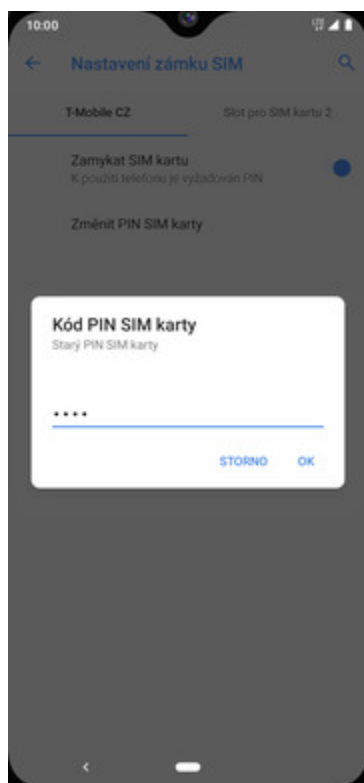 10:00
Nastavení zámku SIM
T-Mobile CZ
Slot pro SIM kartu 2
Zamykat SIM kartu
K použití telefonu je vyžadován PIN
Změnit PIN SIM karty
Kód PIN SIM karty
Starý PIN SIM karty
••••
STORNO OK